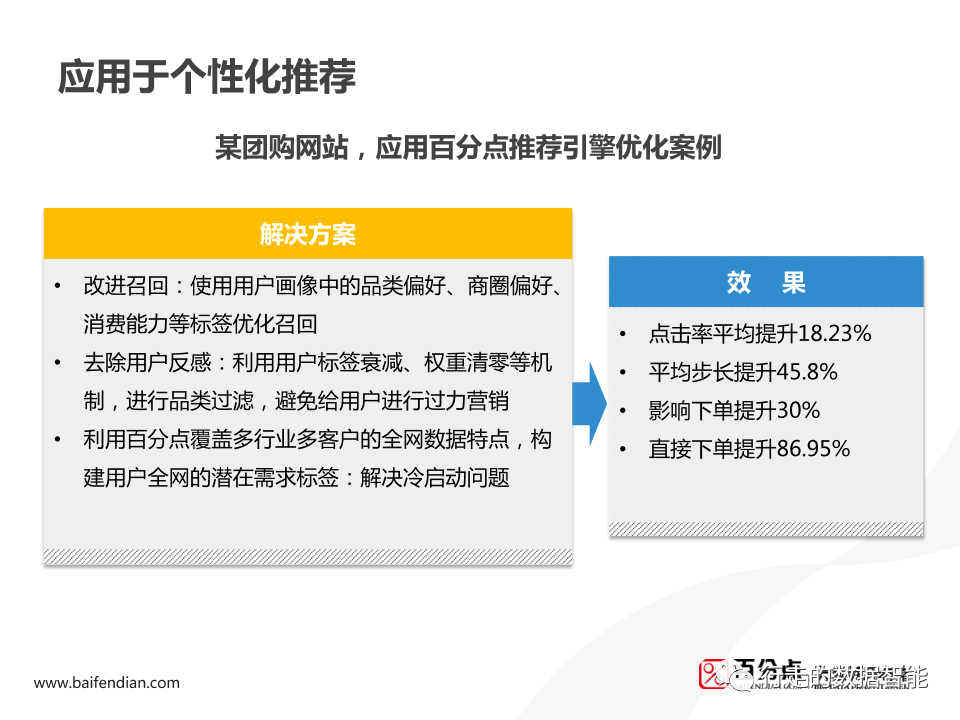 应用于个性化推荐
某团购网站，应用百分点推荐引擎优化案例
解决方案
• 改进召回：使用用户画像中的品类偏好、商圈偏好、
消费能力等标签优化召回
• 去除用户反感：利用用户标签衰减、权重清零等机
制，进行品类过滤，避免给用户进行过力营销
• 利用百分点覆盖多行业多客户的全网数据特点，构
建用户全网的潜在需求标签：解决冷启动问题
效 果
• 点击率平均提升18.23%
• 平均步长提升45.8%
• 影响下单提升30%
• 直接下单提升86.95%
www.baifendian.com
百分点
行走的数据智能